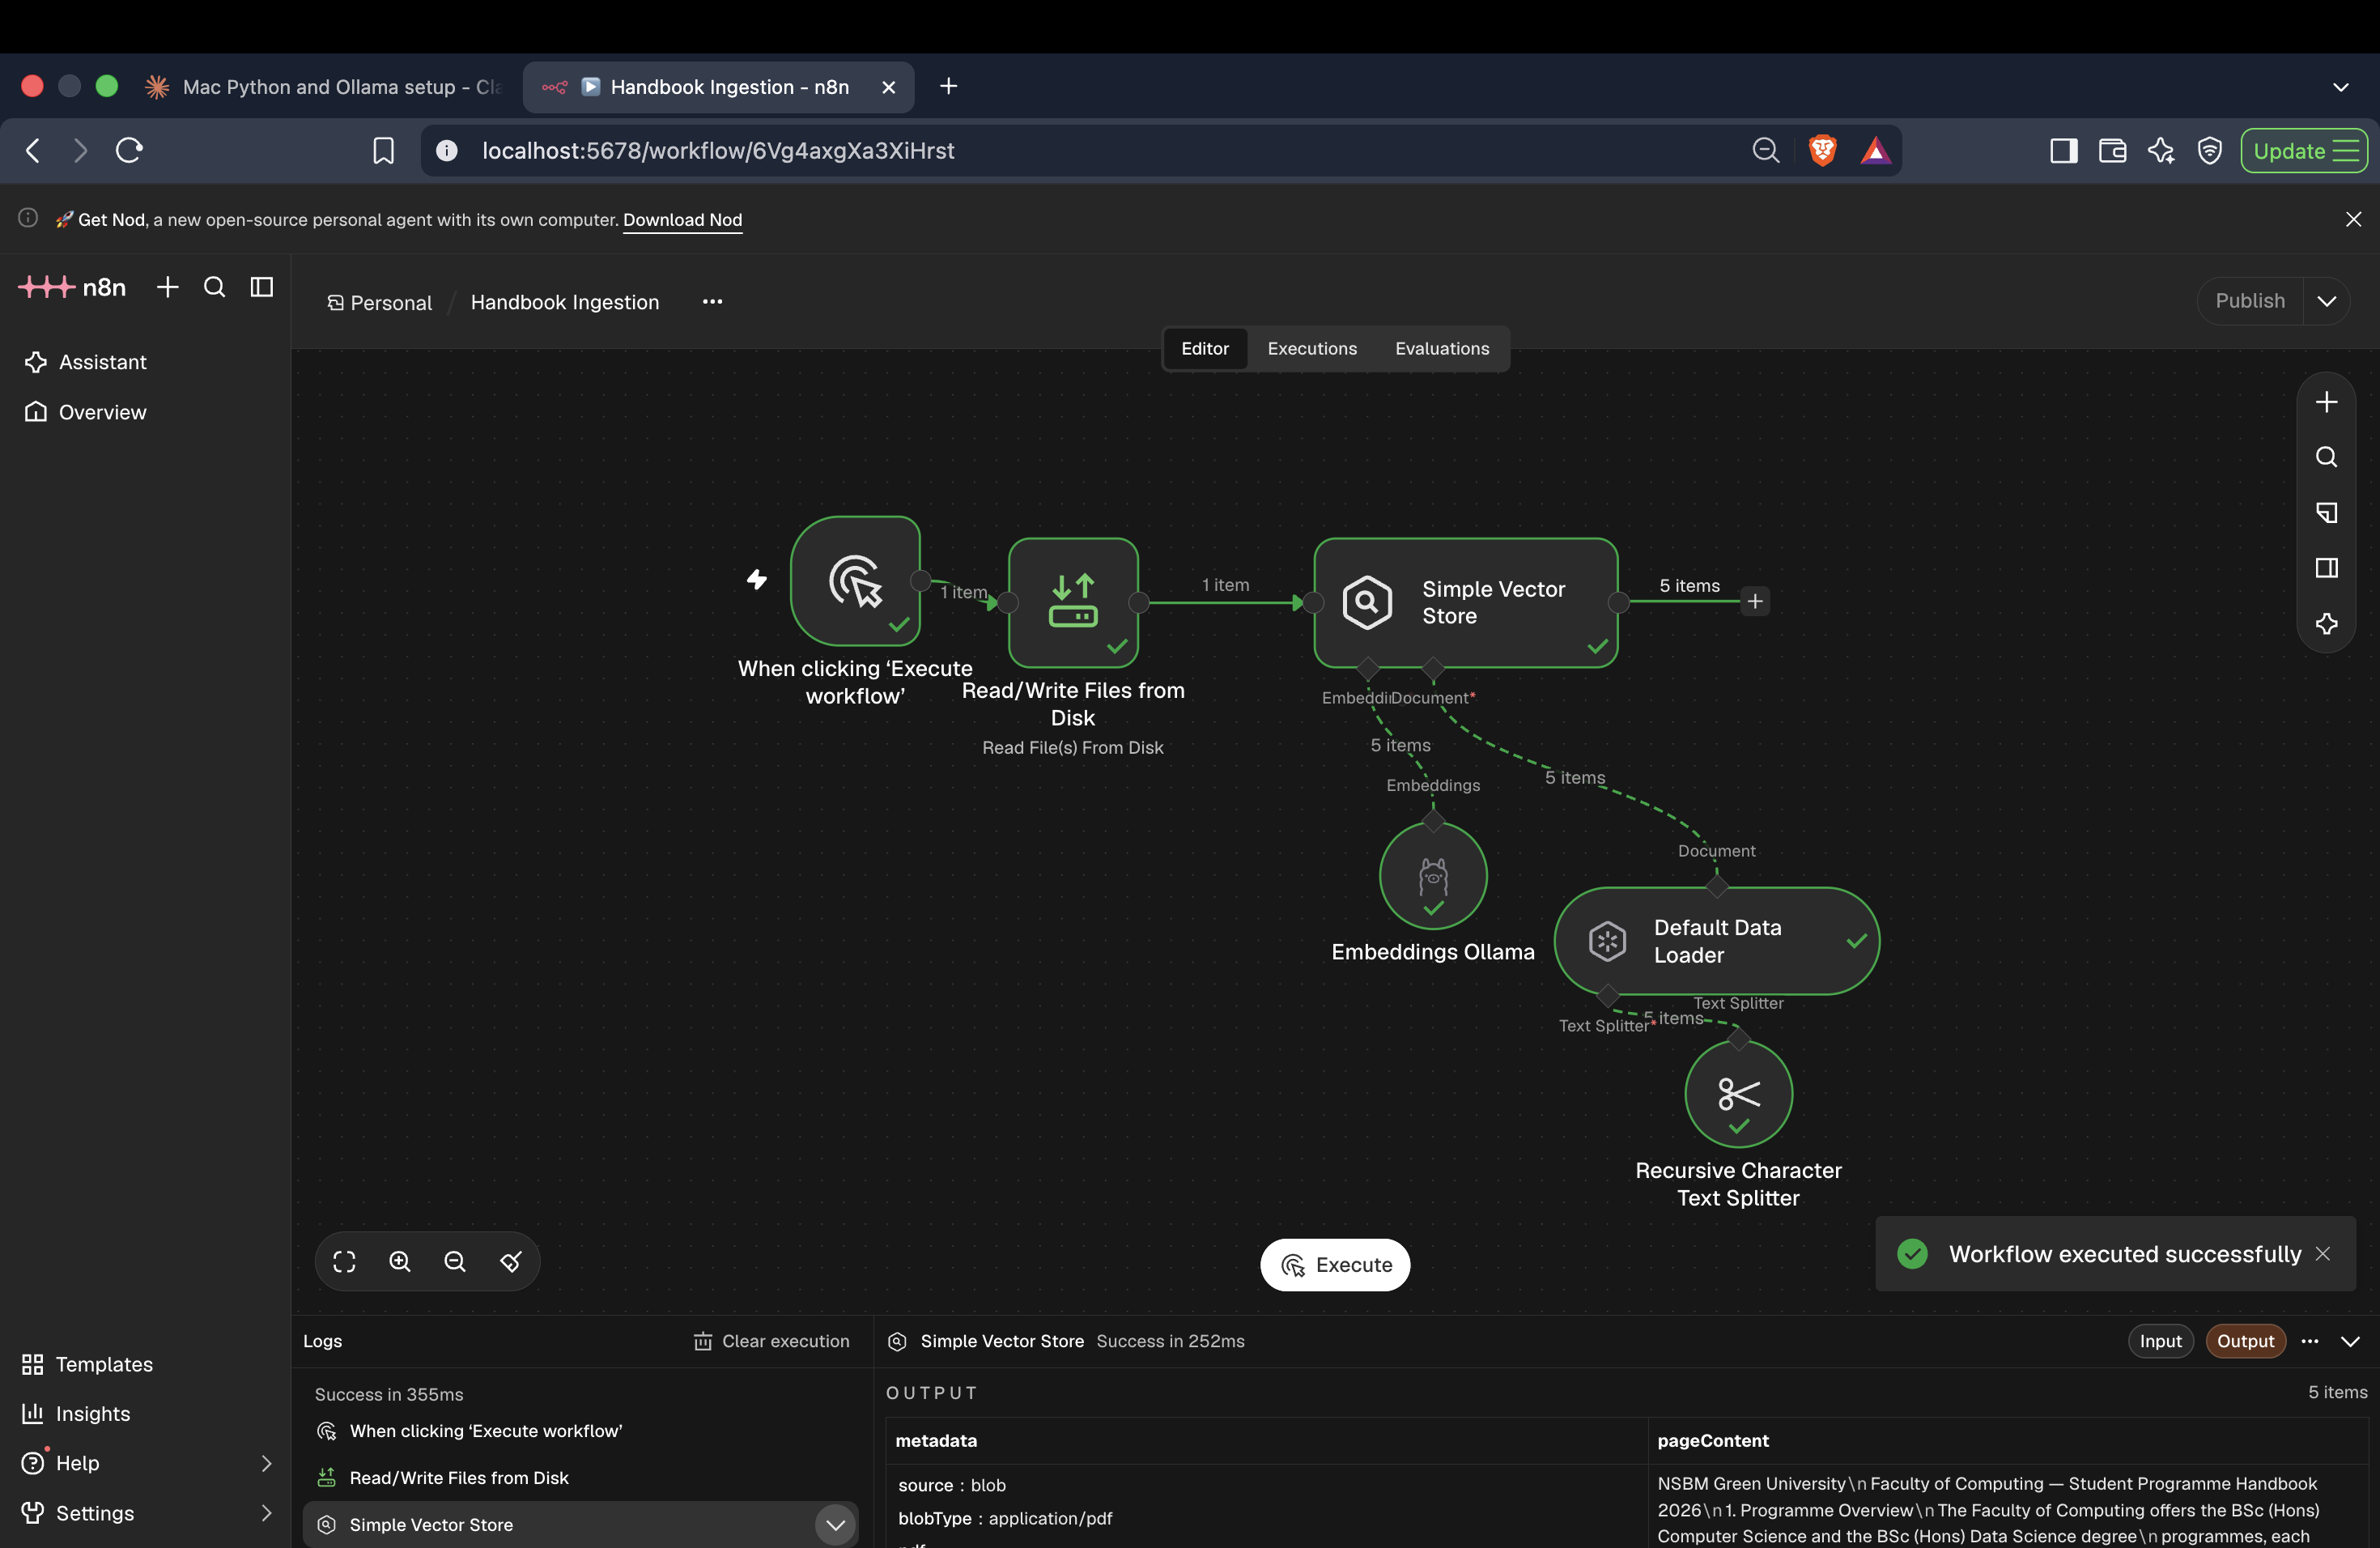 Mac Python and Ollama setup - Cla
Handbook Ingestion - n8n
localhost:5678/workflow/6Vg4axgXa3XiHrst
Update
🚀 Get Nod, a new open-source personal agent with its own computer. Download Nod
n8n
Assistant
Overview
Templates
Insights
Help
Settings
Personal / Handbook Ingestion
Publish
Editor
Executions
Evaluations
1 item
1 item
5 items
Simple Vector
Store
When clicking ‘Execute
workflow’
Read/Write Files from
Disk
Read File(s) From Disk
Embeddi
Document*
5 items
5 items
Embeddings
Document
Embeddings Ollama
Default Data
Loader
Text Splitter
5 items
Text Splitter*
Recursive Character
Text Splitter
Execute
Workflow executed successfully
Logs
Clear execution
Success in 355ms
When clicking ‘Execute workflow’
Read/Write Files from Disk
Simple Vector Store
Simple Vector Store Success in 252ms
Input
Output
OUTPUT
5 items
metadata
pageContent
source : blob
blobType : application/pdf
NSBM Green University\n Faculty of Computing — Student Programme Handbook
2026\n 1. Programme Overview\n The Faculty of Computing offers the BSc (Hons)
Computer Science and the BSc (Hons) Data Science degree\n programmes, each